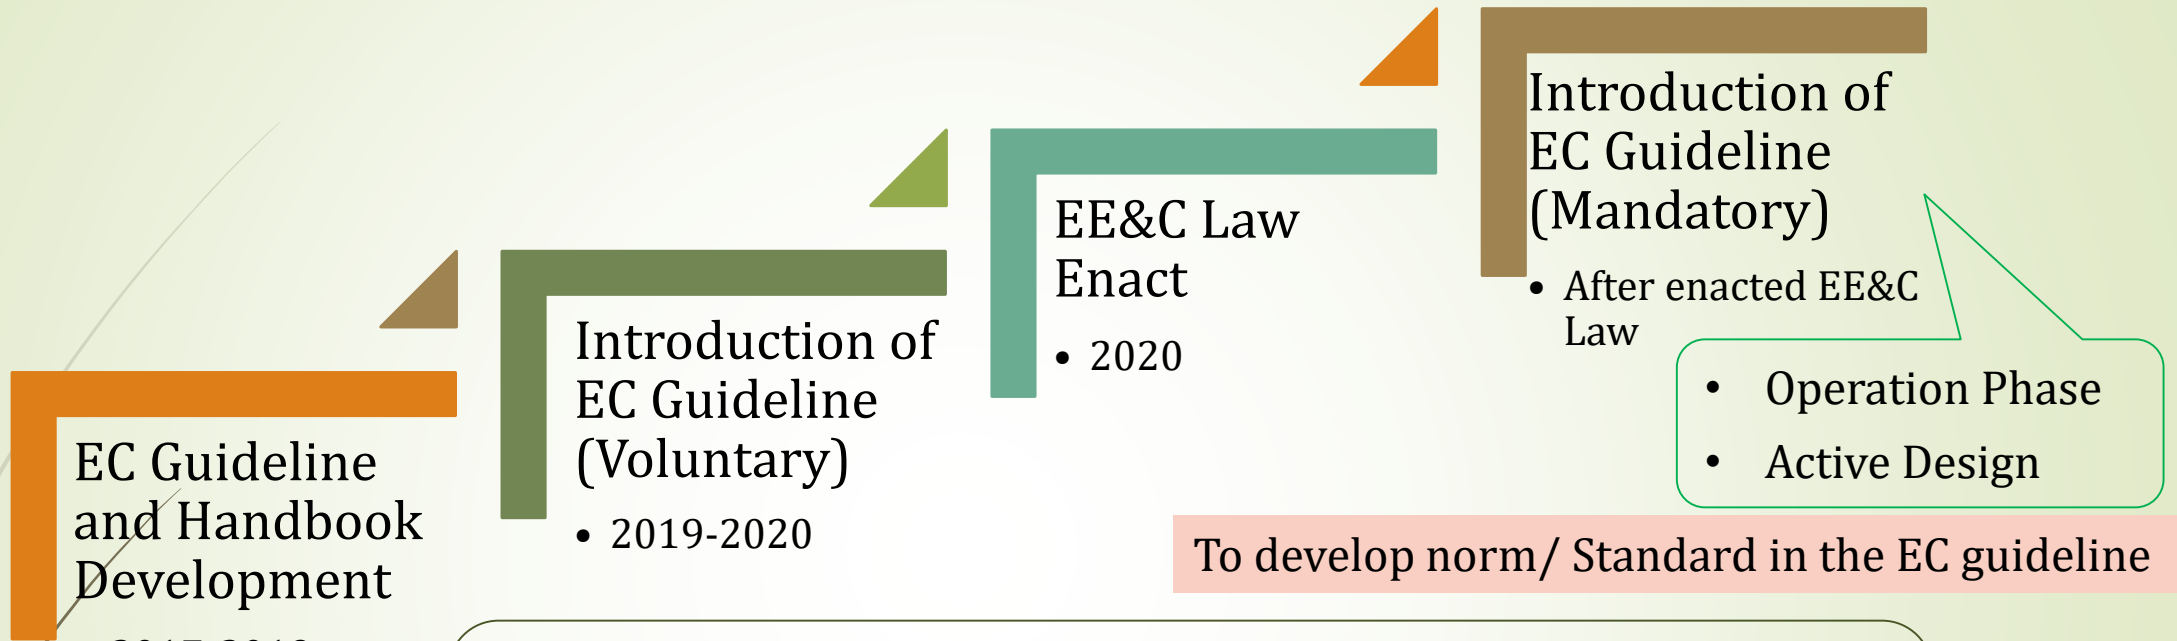 EC Guideline
and Handbook
Development
Introduction of
EC Guideline
(Voluntary)
• 2019-2020
EE&C Law
Enact
• 2020
Introduction of
EC Guideline
(Mandatory)
• After enacted EE&C
Law
• Operation Phase
• Active Design
To develop norm/ Standard in the EC guideline